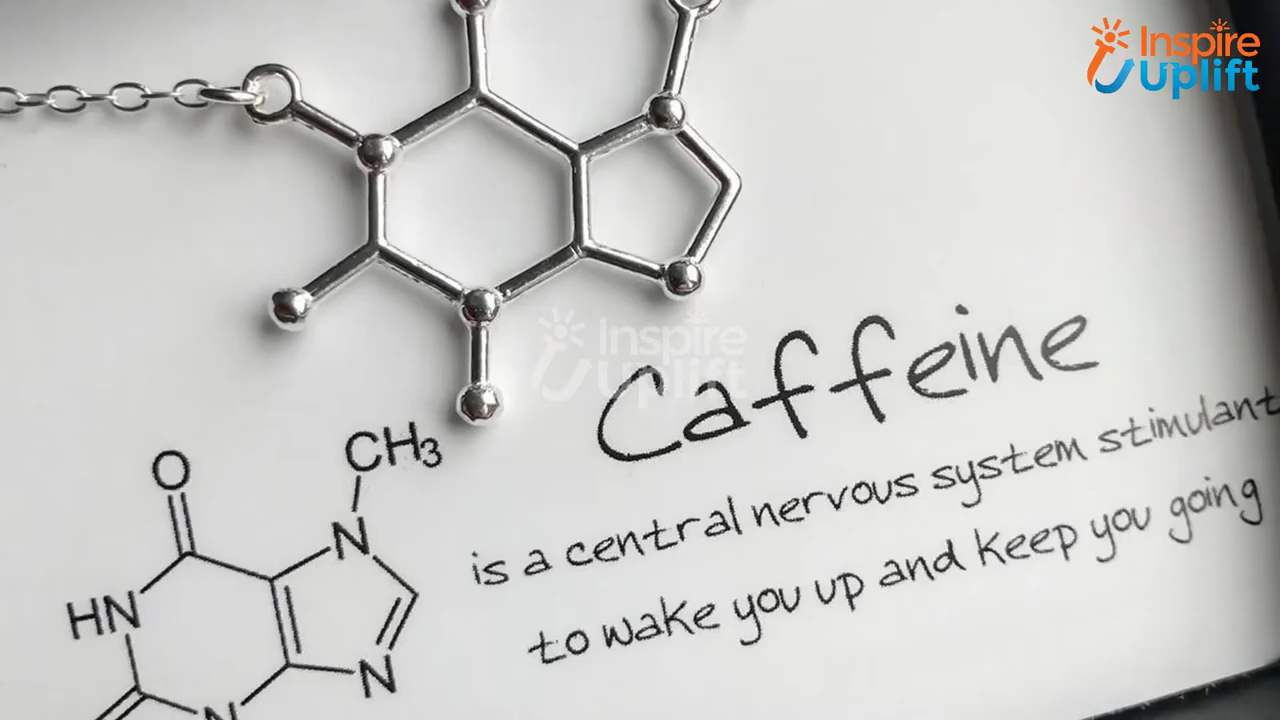 Inspire
Uplift
Inspire
Uplift
Caffeine
is a central nervous system stimulant
to wake you up and keep you going
CH3
O
N
HN
N
N